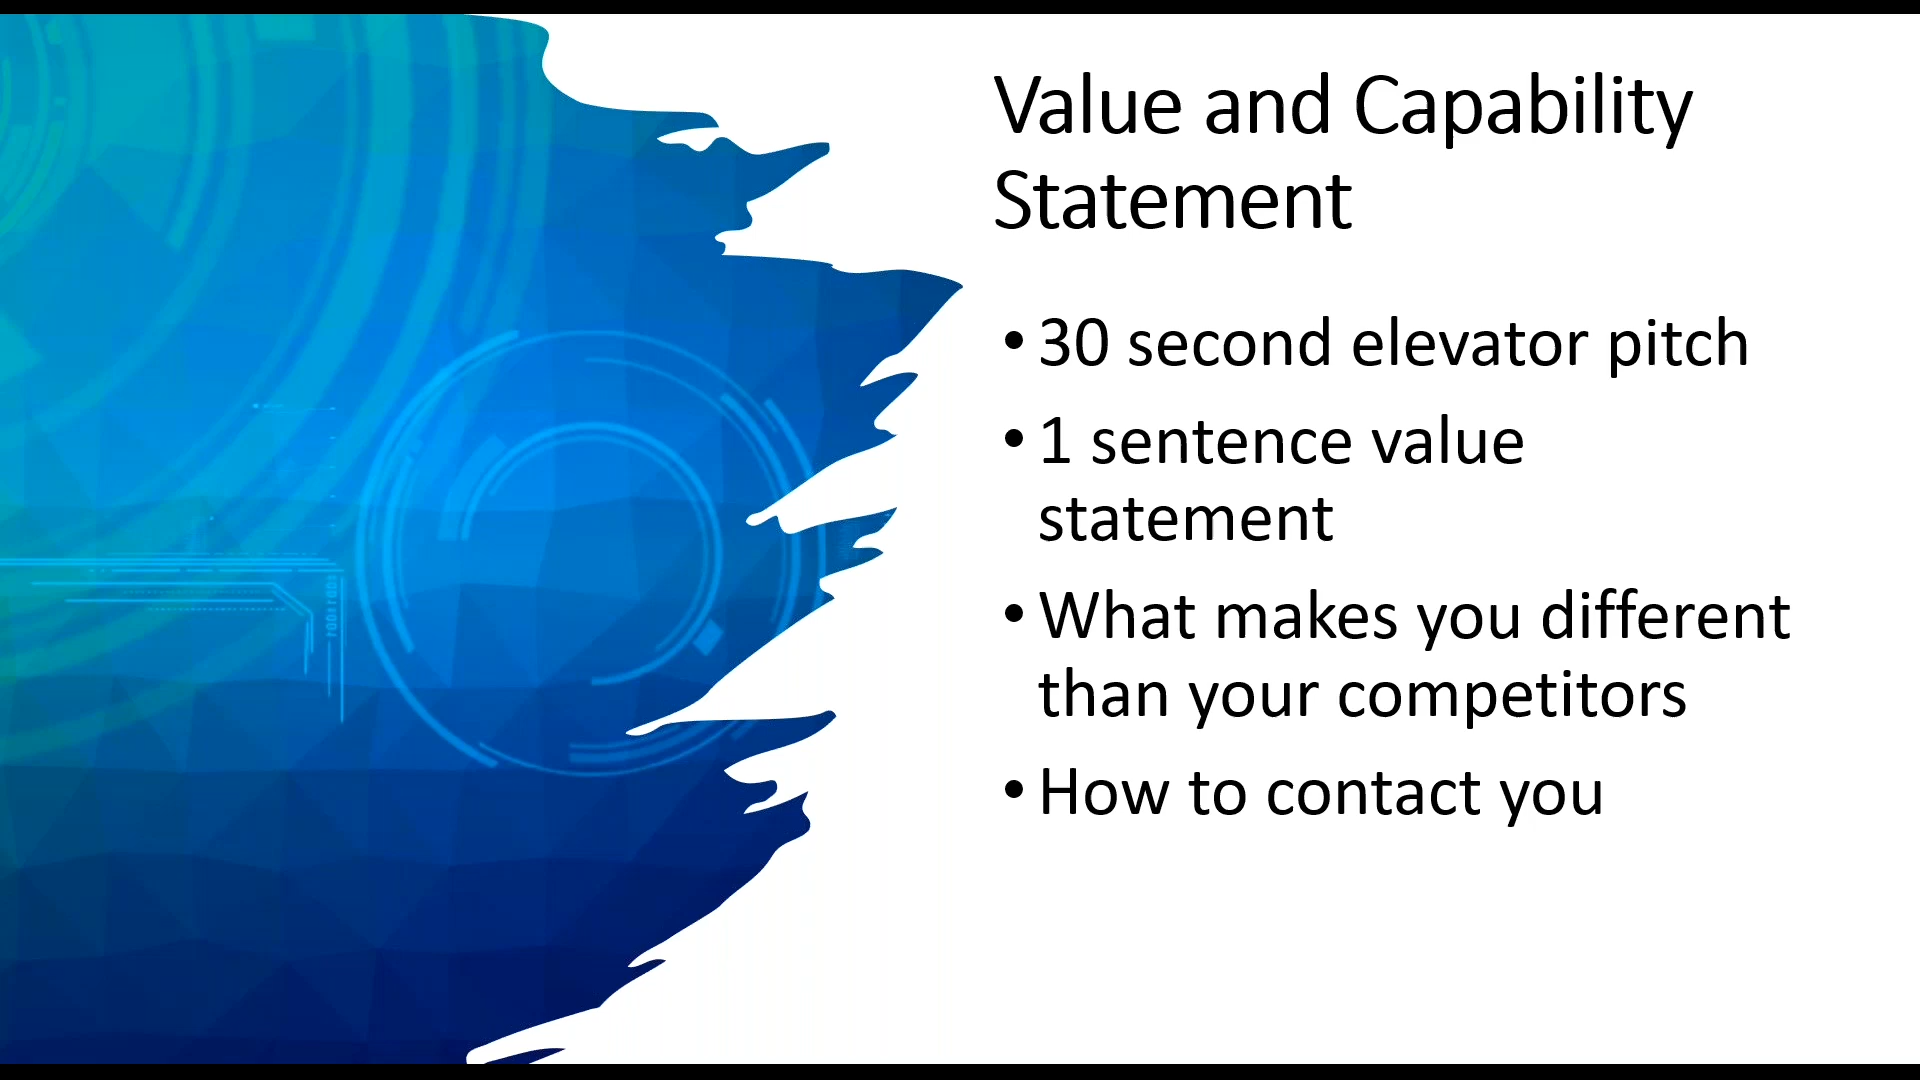 Value and Capability
Statement
• 30 second elevator pitch
• 1 sentence value
statement
• What makes you different
than your competitors
• How to contact you